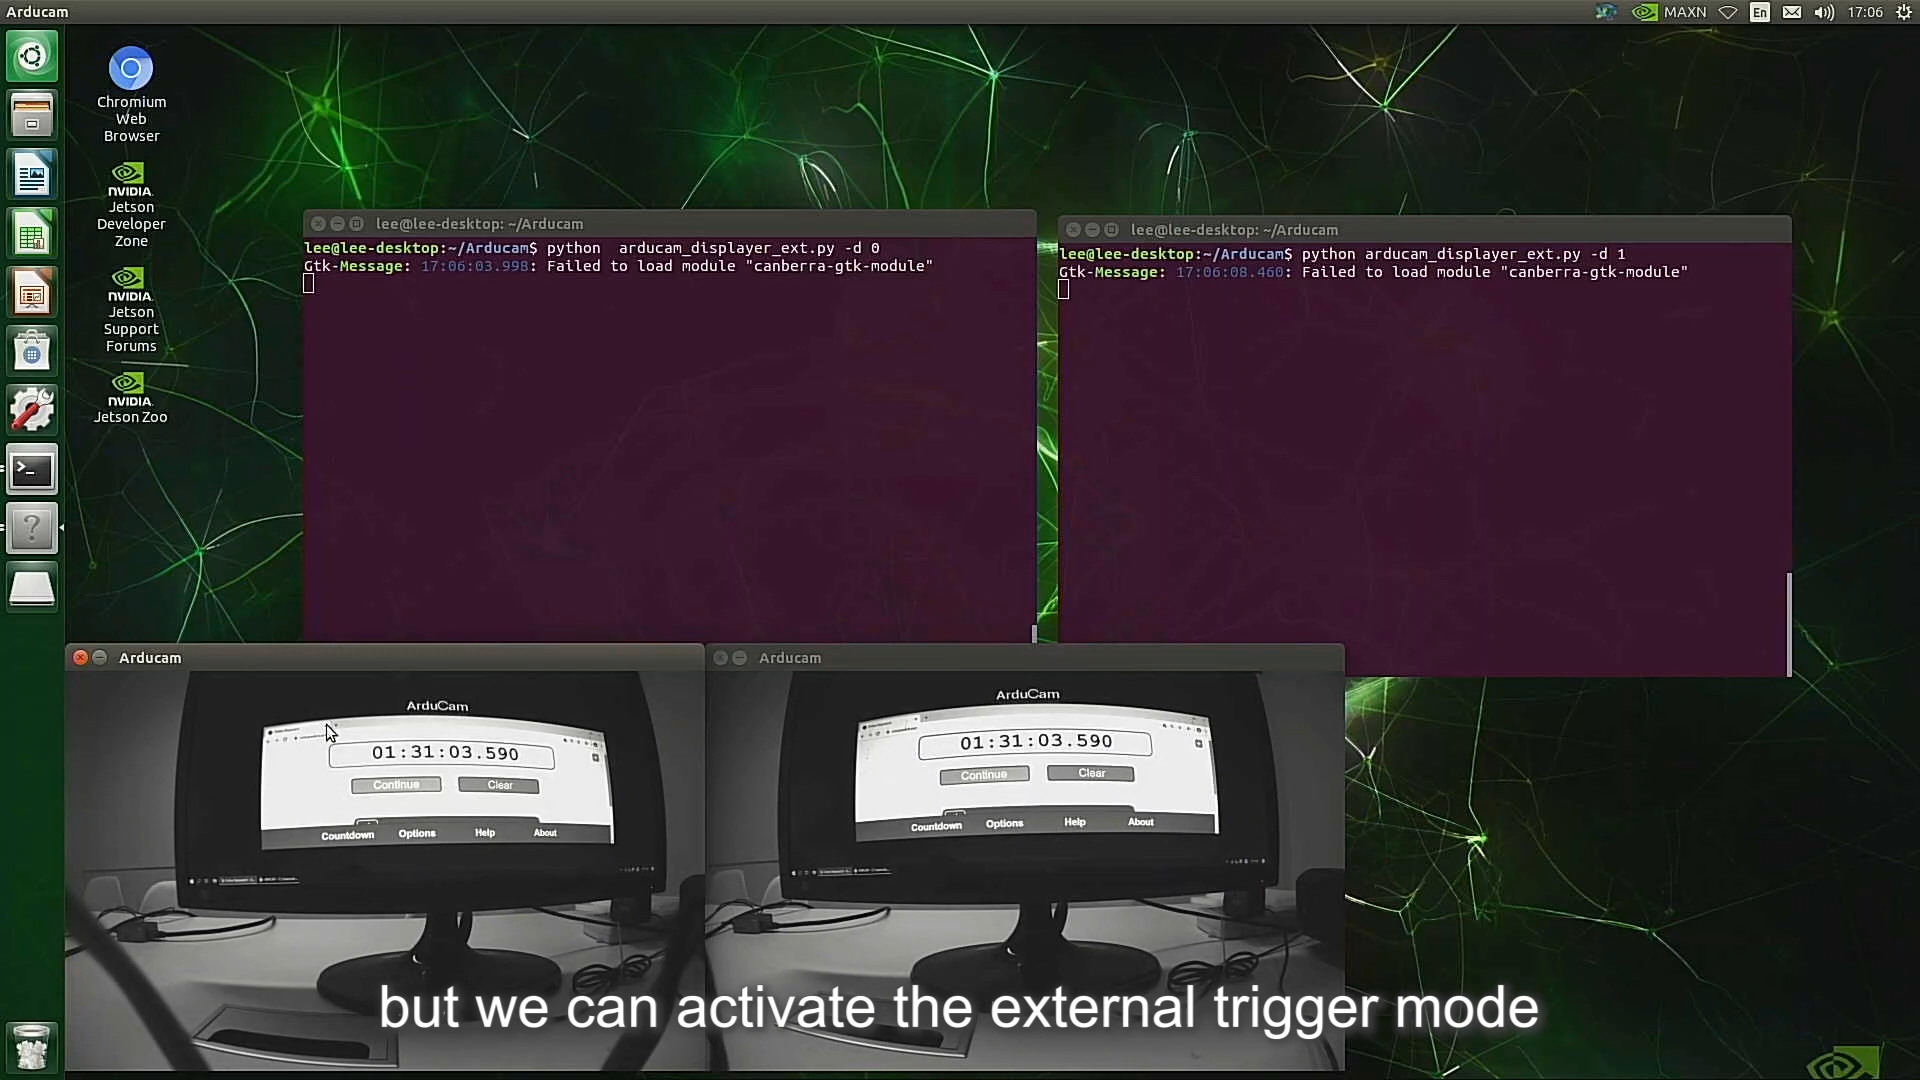 Arducam
MAXN
En
17:06
Chromium
Web
Browser
NVIDIA.
Jetson
Developer
Zone
NVIDIA.
Jetson
Support
Forums
NVIDIA.
Jetson Zoo
lee@lee-desktop: ~/Arducam
lee@lee-desktop:~/Arducam$ python  arducam_displayer_ext.py -d 0
Gtk-Message: 17:06:03.998: Failed to load module "canberra-gtk-module"
lee@lee-desktop: ~/Arducam
lee@lee-desktop:~/Arducam$ python arducam_displayer_ext.py -d 1
Gtk-Message: 17:06:08.460: Failed to load module "canberra-gtk-module"
Arducam
ArduCam
01:31:03.590
Continue Clear
Countdown Options Help About
Arducam
ArduCam
01:31:03.590
Continue Clear
Countdown Options Help About
but we can activate the external trigger mode